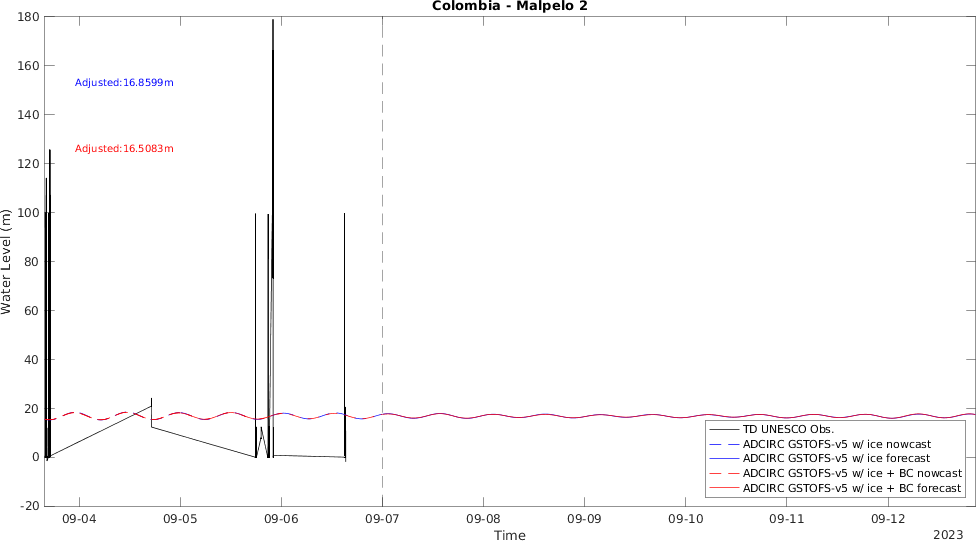 Colombia - Malpelo 2
180
160
140
120
100
80
60
40
20
0
-20
Water Level (m)
Adjusted:16.8599m
Adjusted:16.5083m
TD UNESCO Obs.
ADCIRC GSTOFS-v5 w/ ice nowcast
ADCIRC GSTOFS-v5 w/ ice forecast
ADCIRC GSTOFS-v5 w/ ice + BC nowcast
ADCIRC GSTOFS-v5 w/ ice + BC forecast
09-04 09-05 09-06 09-07 09-08 09-09 09-10 09-11 09-12
Time
2023